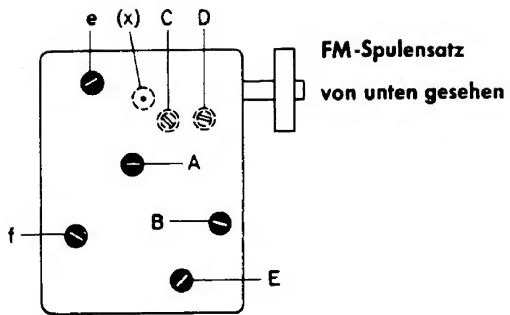 e (x) C D
FM-Spulensatz
von unten gesehen
A
B
f
E